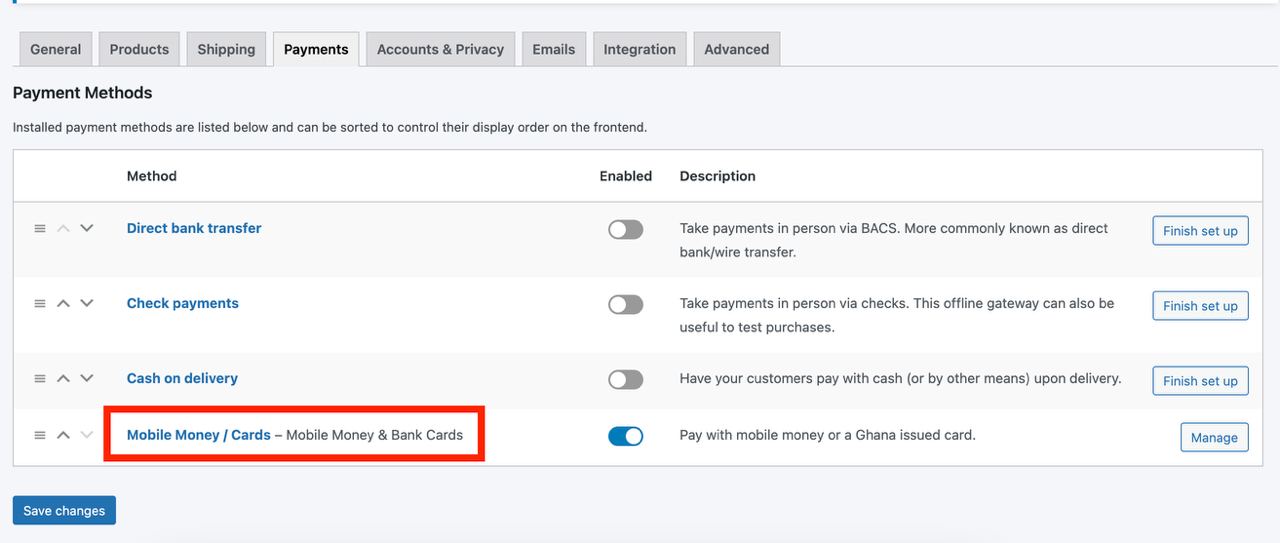 General Products Shipping Payments Accounts & Privacy Emails Integration Advanced
Payment Methods
Installed payment methods are listed below and can be sorted to control their display order on the frontend.
Method Enabled Description
Direct bank transfer Take payments in person via BACS. More commonly known as direct Finish set up
bank/wire transfer.
Check payments Take payments in person via checks. This offline gateway can also be Finish set up
useful to test purchases.
Cash on delivery Have your customers pay with cash (or by other means) upon delivery. Finish set up
Mobile Money / Cards – Mobile Money & Bank Cards Pay with mobile money or a Ghana issued card. Manage
Save changes